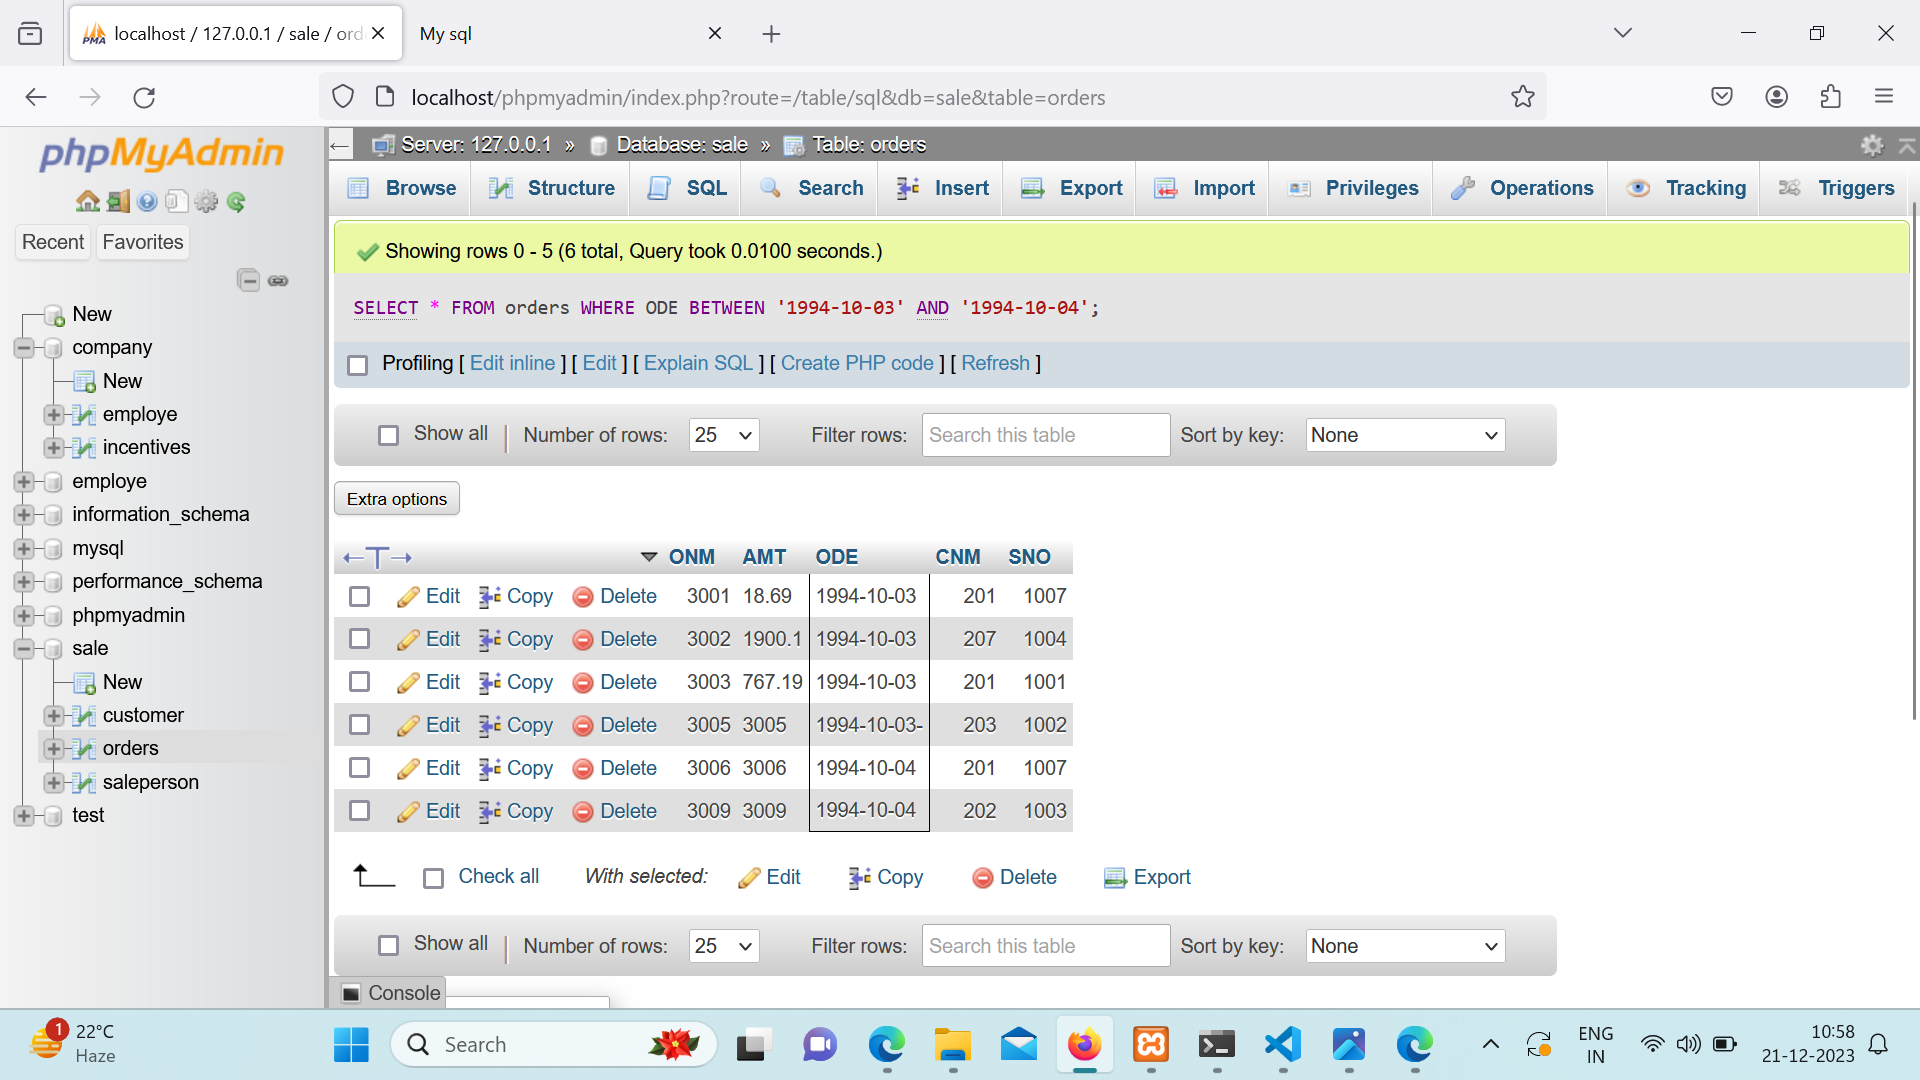 localhost / 127.0.0.1 / sale / ord
My sql
localhost/phpmyadmin/index.php?route=/table/sql&db=sale&table=orders
phpMyAdmin
Server: 127.0.0.1 » Database: sale » Table: orders
Browse Structure SQL Search Insert Export Import Privileges Operations Tracking Triggers
Recent Favorites
New
company
New
employe
incentives
employe
information_schema
mysql
performance_schema
phpmyadmin
sale
New
customer
orders
saleperson
test
Showing rows 0 - 5 (6 total, Query took 0.0100 seconds.)
SELECT * FROM orders WHERE ODE BETWEEN '1994-10-03' AND '1994-10-04';
Profiling [ Edit inline ] [ Edit ] [ Explain SQL ] [ Create PHP code ] [ Refresh ]
Show all Number of rows: 25 Filter rows: Search this table Sort by key: None
Extra options
ONM AMT ODE CNM SNO
Edit Copy Delete 3001 18.69 1994-10-03 201 1007
Edit Copy Delete 3002 1900.1 1994-10-03 207 1004
Edit Copy Delete 3003 767.19 1994-10-03 201 1001
Edit Copy Delete 3005 3005 1994-10-03- 203 1002
Edit Copy Delete 3006 3006 1994-10-04 201 1007
Edit Copy Delete 3009 3009 1994-10-04 202 1003
Check all With selected: Edit Copy Delete Export
Show all Number of rows: 25 Filter rows: Search this table Sort by key: None
Console
1
22°C
Haze
Search
ENG
IN
10:58
21-12-2023